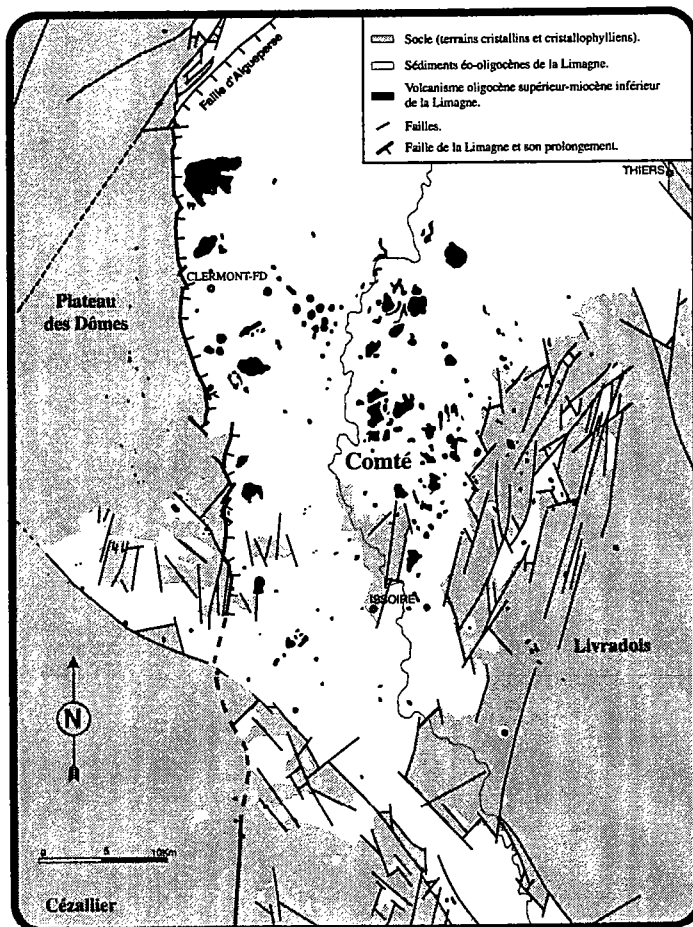 Socle (terrains cristallins et cristallophylliens).
Sédiments éo-oligocènes de la Limagne.
Volcanisme oligocène supérieur-miocène inférieur
de la Limagne.
Failles.
Faille de la Limagne et son prolongement.
Faille d'Aigueperse
THIERS
CLERMONT-FD
Plateau
des Dômes
Comté
ISSOIRE
Livradois
N
0 5 10Km
Cézallier